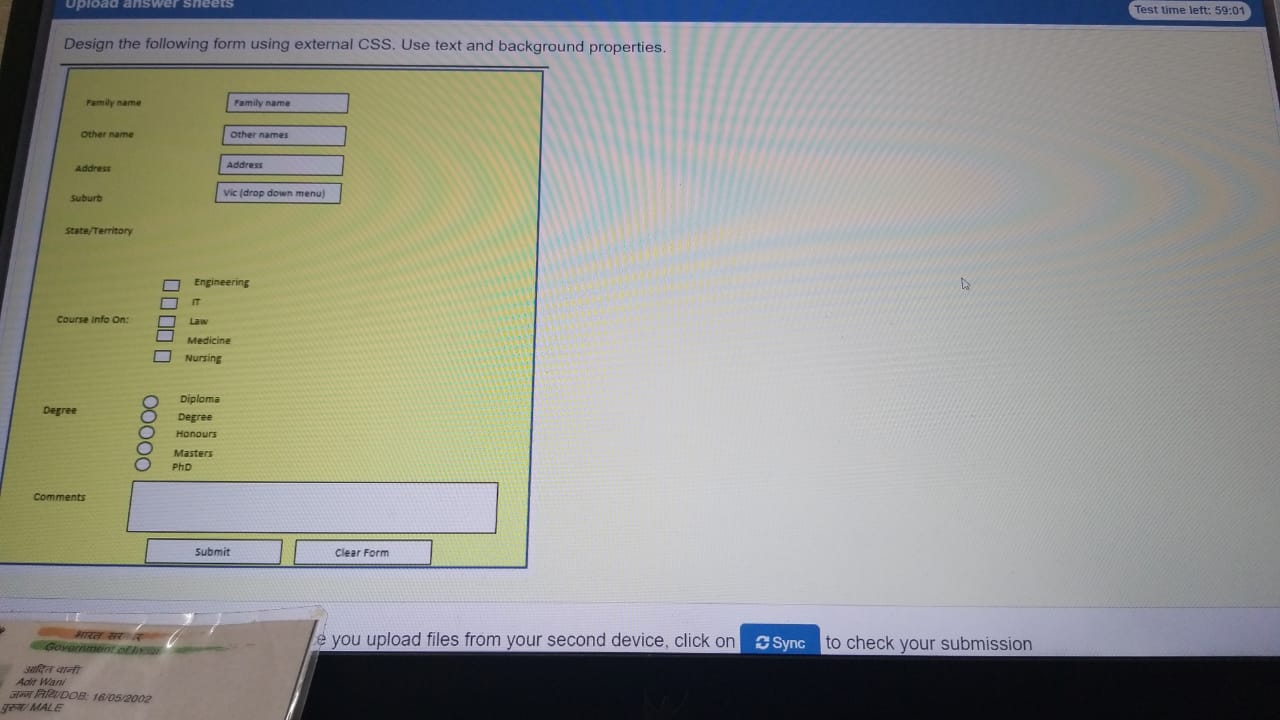 Upload answer sheets
Test time left: 59:01
Design the following form using external CSS. Use text and background properties.
Family name
Family name
Other name
Other names
Address
Address
Suburb
Vic (drop down menu)
State/Territory
Engineering
IT
Course Info On:
Law
Medicine
Nursing
Degree
Diploma
Degree
Honours
Masters
PhD
Comments
Submit
Clear Form
e you upload files from your second device, click on Sync to check your submission
भारत सर
Government of India
आदित वानी
Adit Wani
जन्म तिथि/DOB: 16/05/2002
पुरुष/ MALE